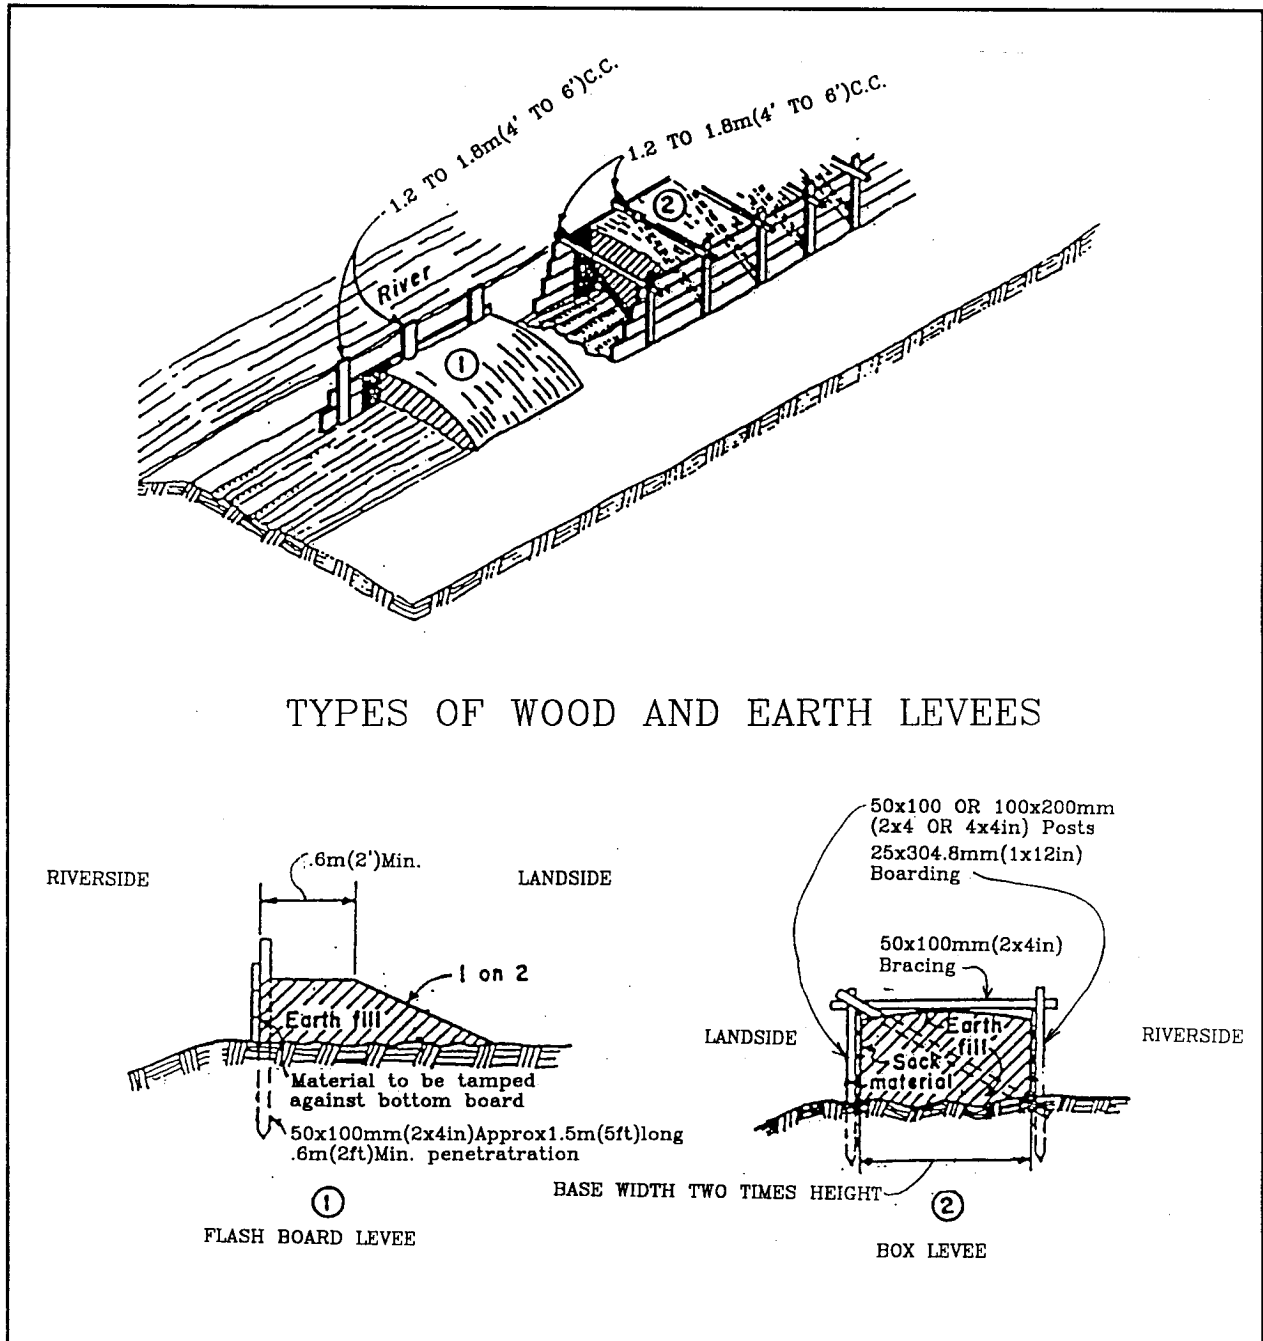 1.2 TO 1.8m(4' TO 6')C.C.
1.2 TO 1.8m(4' TO 6')C.C.
River
2
1
TYPES OF WOOD AND EARTH LEVEES
RIVERSIDE
.6m(2')Min.
LANDSIDE
1 on 2
Earth fill
Material to be tamped
against bottom board
50x100mm(2x4in)Approx1.5m(5ft)long
.6m(2ft)Min. penetratration
1
FLASH BOARD LEVEE
50x100 OR 100x200mm
(2x4 OR 4x4in) Posts
25x304.8mm(1x12in)
Boarding
50x100mm(2x4in)
Bracing
LANDSIDE
Earth
fill
Sack
material
RIVERSIDE
BASE WIDTH TWO TIMES HEIGHT
2
BOX LEVEE